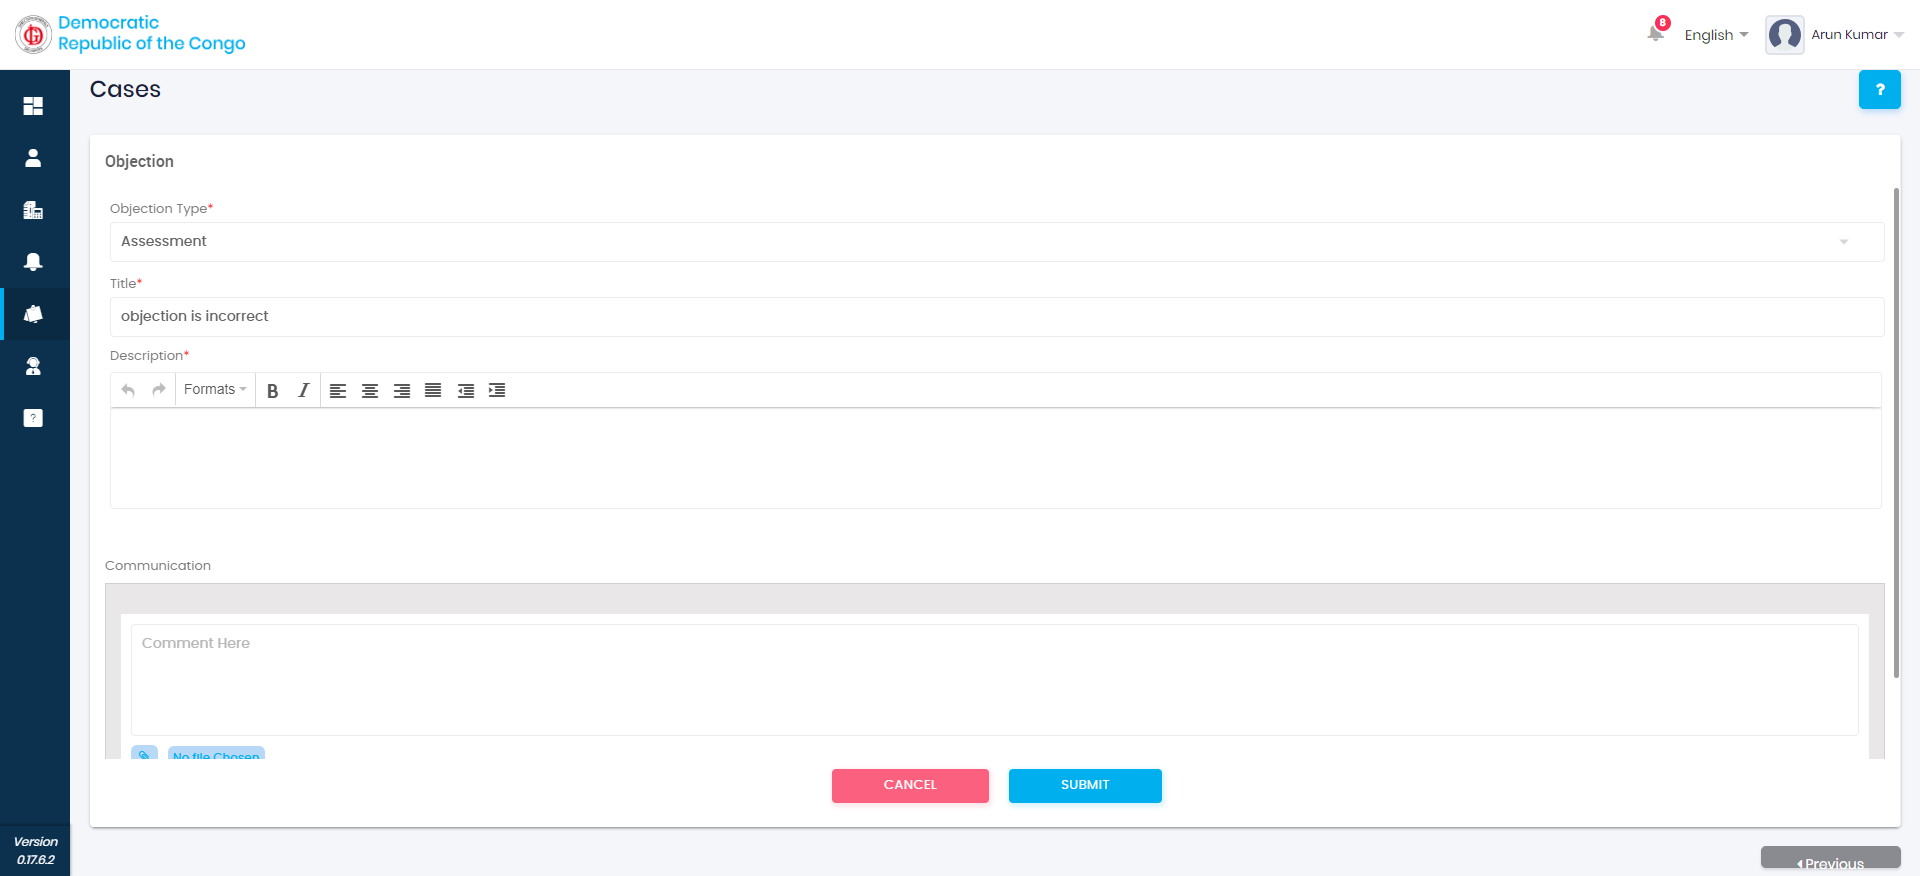 Democratic
Republic of the Congo
8
English
Arun Kumar
Cases
?
Objection
Objection Type*
Assessment
Title*
objection is incorrect
Description*
Formats
B
I
?
Communication
Comment Here
No file Chosen
CANCEL
SUBMIT
Version
0.17.6.2
Previous